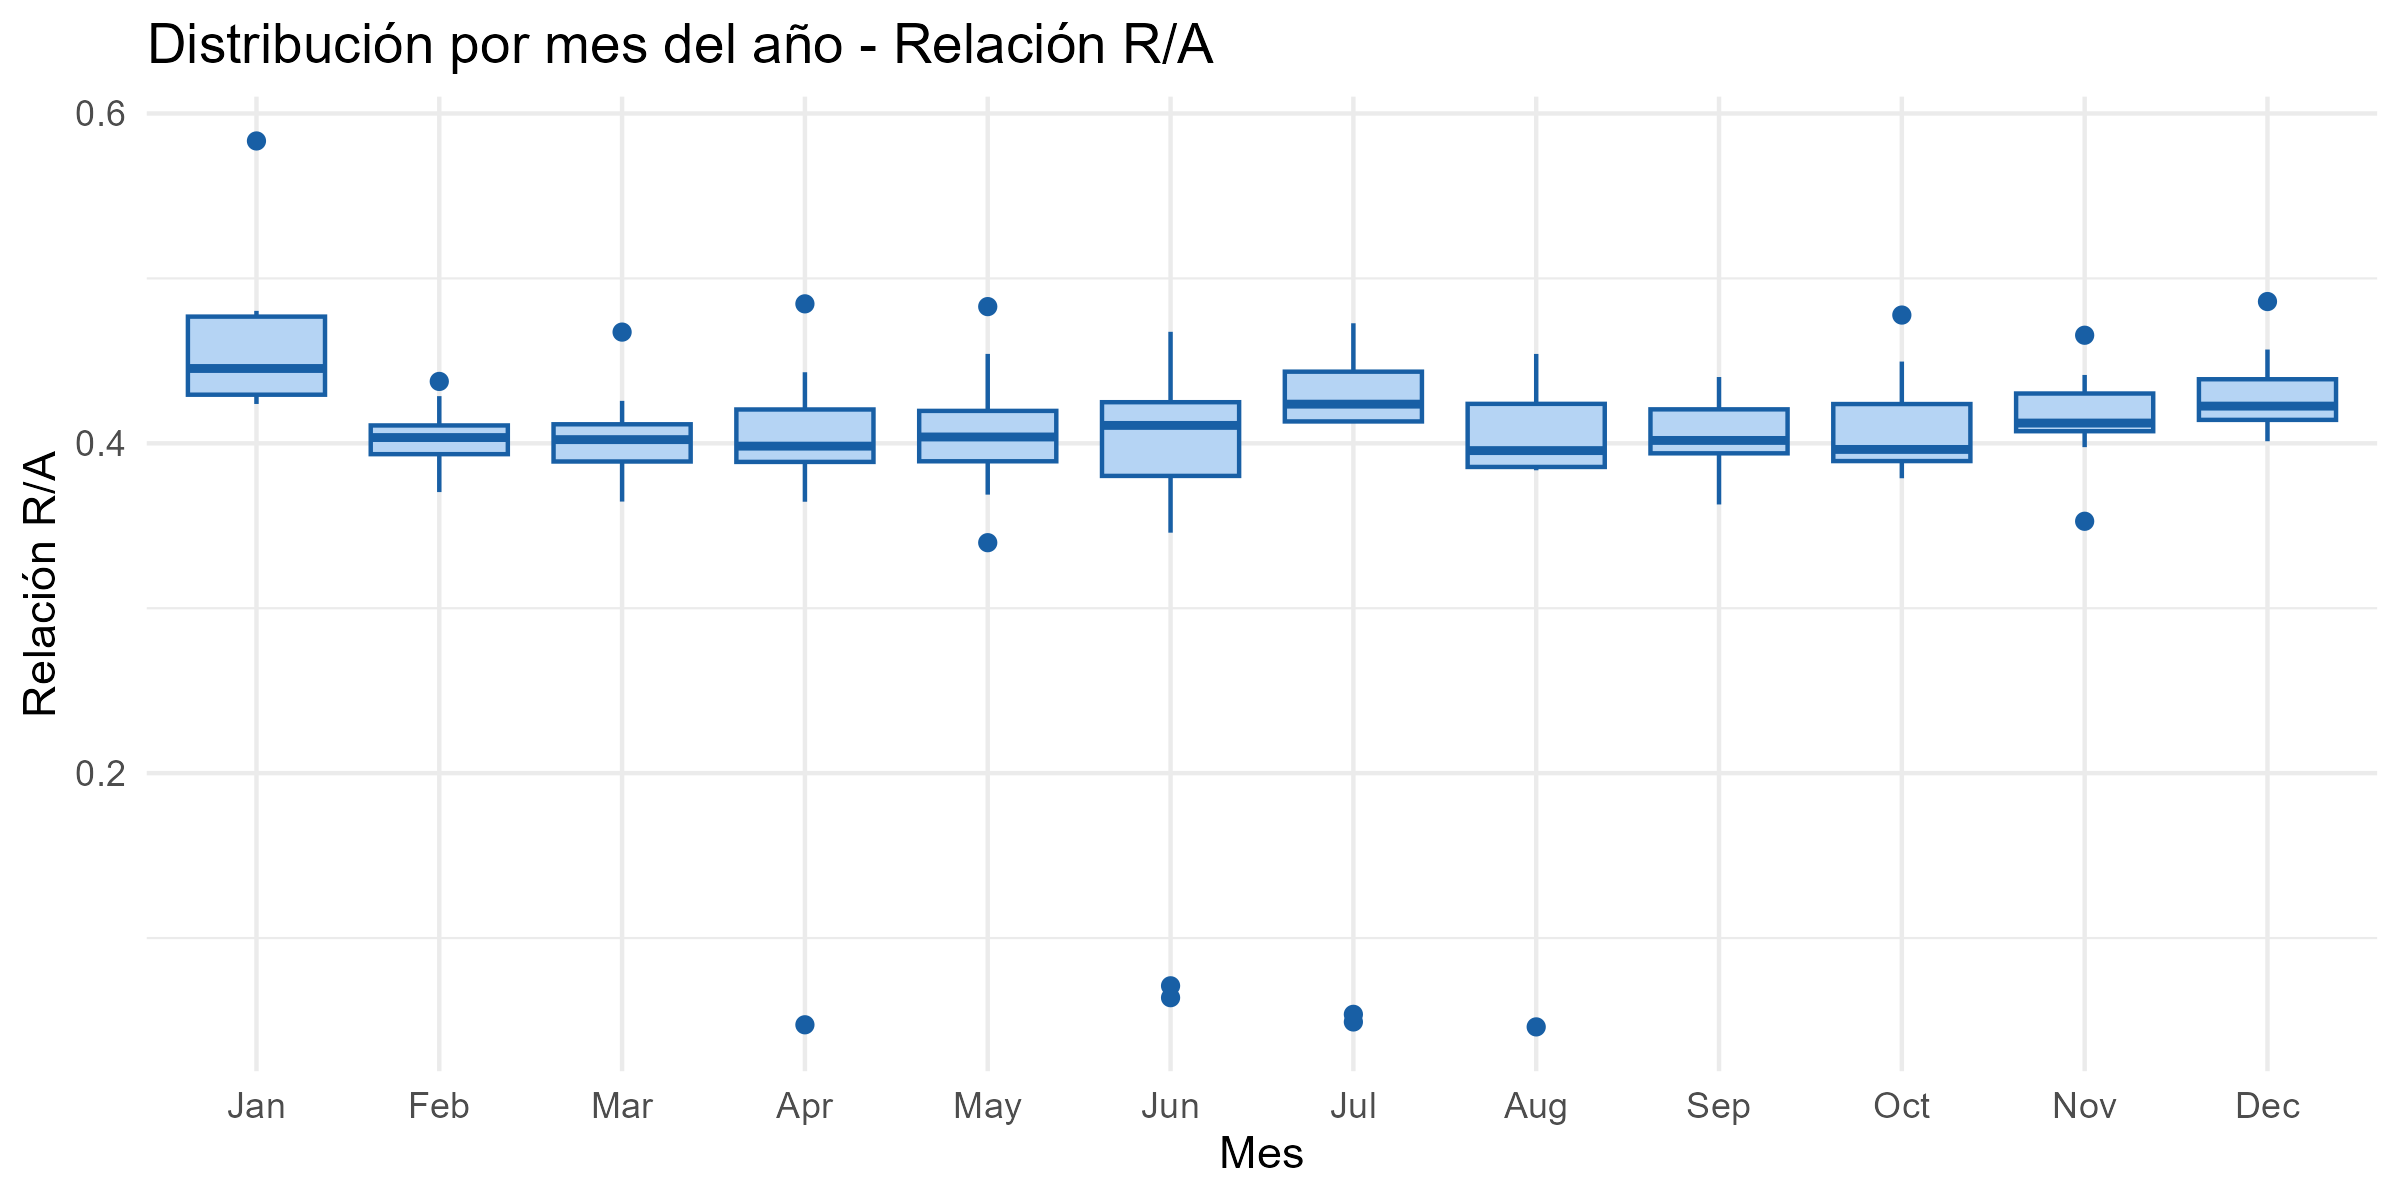 Distribución por mes del año - Relación R/A
Relación R/A
0.6
0.4
0.2
Jan Feb Mar Apr May Jun Jul Aug Sep Oct Nov Dec
Mes